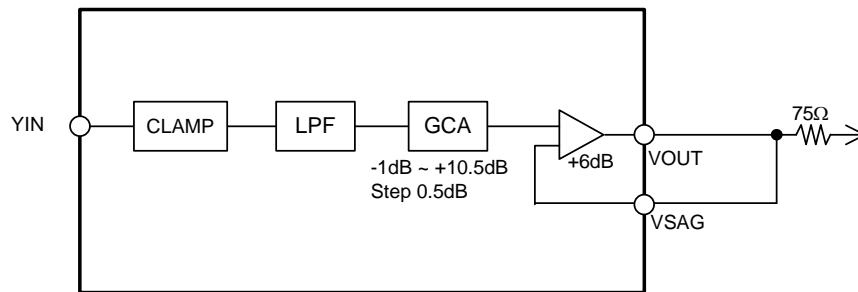 YIN
CLAMP
LPF
GCA
-1dB ~ +10.5dB
Step 0.5dB
+6dB
VOUT
VSAG
75Ω